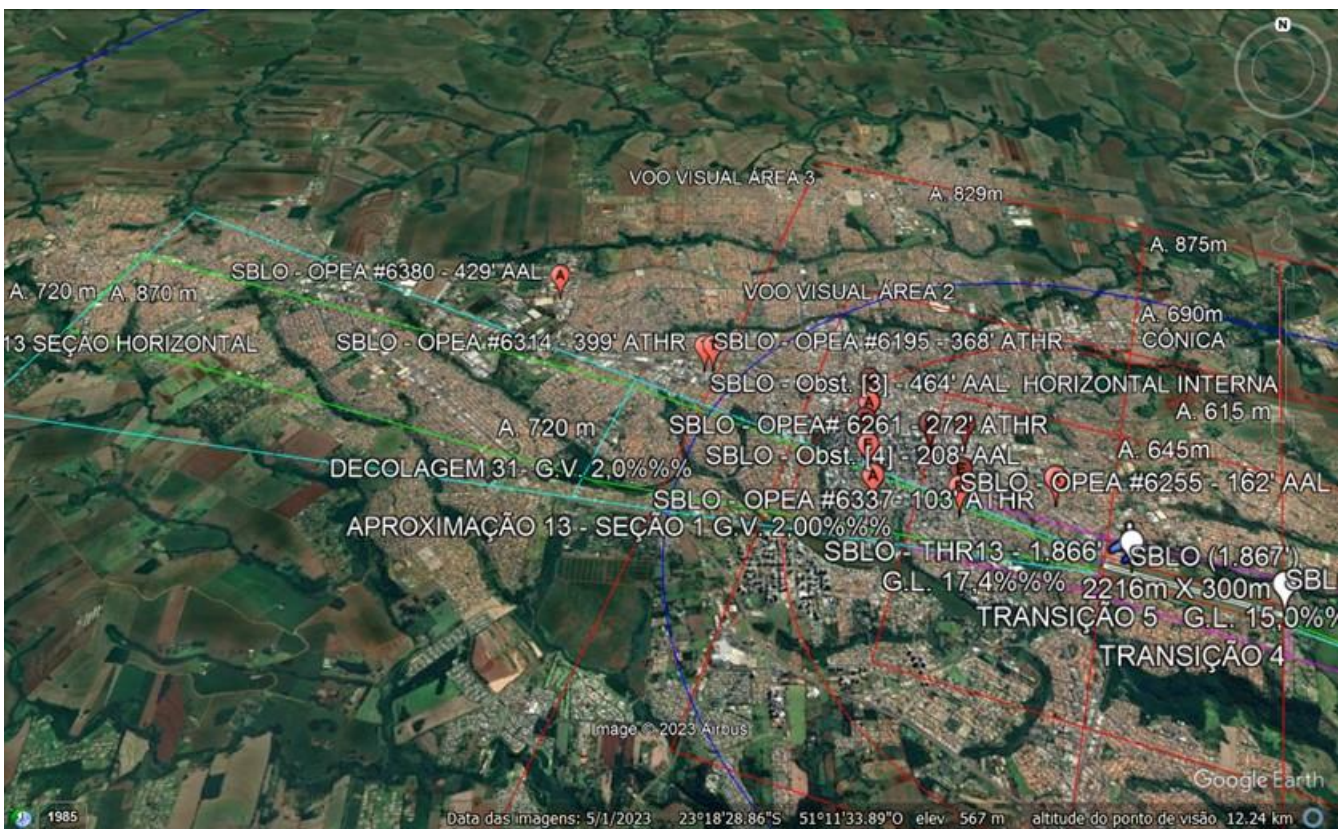 N
VOO VISUAL ÁREA 3
A. 829m
A. 875m
SBLO - OPEA #6380 - 429' AAL
A. 720 m
A. 870 m
VOO VISUAL ÁREA 2
A. 690m
CÔNICA
13 SEÇÃO HORIZONTAL
SBLO - OPEA #6314 - 399' ATHR
SBLO - OPEA #6195 - 368' ATHR
SBLO - Obst. [3] - 464' AAL
HORIZONTAL INTERNA
A. 615 m
SBLO - OPEA# 6261 - 272' ATHR
A. 720 m
A. 645m
SBLO - Obst. [4] - 208' AAL
DECOLAGEM 31- G.V. 2,0%%%
SBLO - OPEA #6255 - 162' AAL
SBLO - OPEA #6337- 103' ATHR
APROXIMAÇÃO 13 - SEÇÃO 1 G.V. 2,00%%%
SBLO - THR13 - 1.866'
SBLO (1.867')
G.L. 17,4%%%
2216m X 300m
SBL
TRANSIÇÃO 5
G.L. 15,0%%
TRANSIÇÃO 4
Image © 2023 Airbus
Google Earth
1985
Data das imagens: 5/1/2023 23°18'28.86"S 51°11'33.89"O elev 567 m altitude do ponto de visão 12.24 km